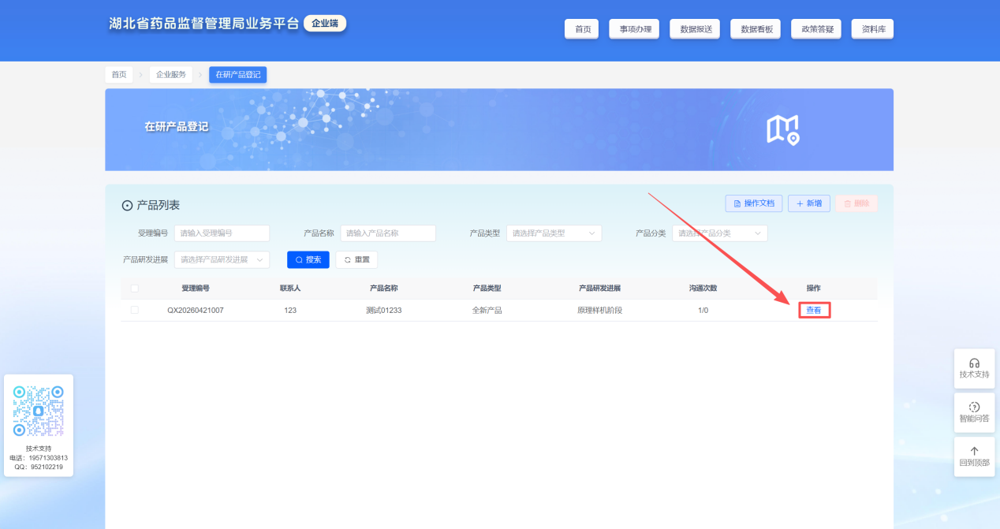 湖北省药品监督管理局业务平台 企业端
首页 事项办理 数据报送 数据看板 政策答疑 资料库
首页 企业服务 在研产品登记
在研产品登记
产品列表 操作文档 + 新增 删除
受理编号 请输入受理编号 产品名称 请输入产品名称 产品类型 请选择产品类型 产品分类 请选择产品分类
产品研发进展 请选择产品研发进展 搜索 重置
受理编号 联系人 产品名称 产品类型 产品研发进展 沟通次数 操作
QX20260421007 123 测试01233 全新产品 原理样机阶段 1/0 查看
技术支持
智能问答
回到顶部
技术支持
电话：19571303813
QQ：952102219